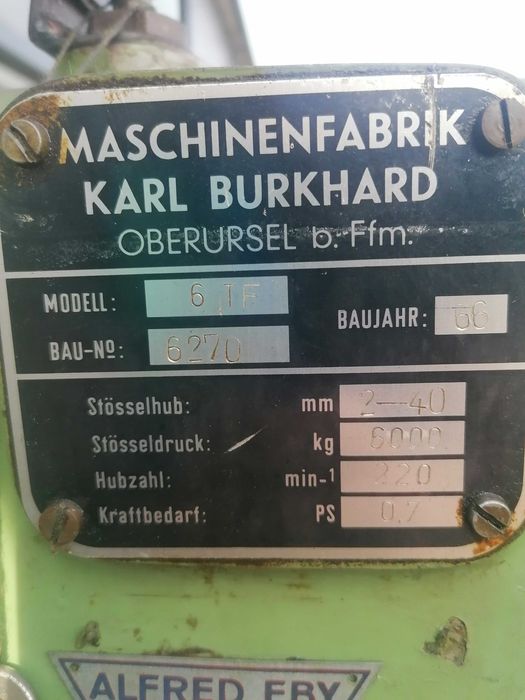 MASCHINENFABRIK
KARL BURKHARD
OBERURSEL b. Ffm.
MODELL: 6 TF
BAUJAHR: 66
BAU-Nº: 6270
Stösselhub: mm 2—40
Stösseldruck: kg 6000
Hubzahl: min-¹ 220
Kraftbedarf: PS 0,7
ALFRED EBY